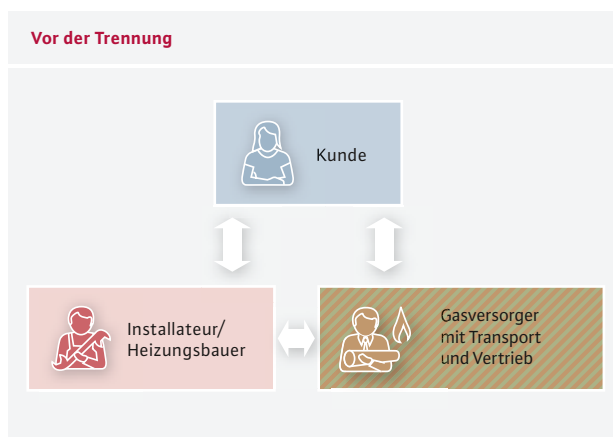 Vor der Trennung
Kunde
Installateur/
Heizungsbauer
Gasversorger
mit Transport
und Vertrieb